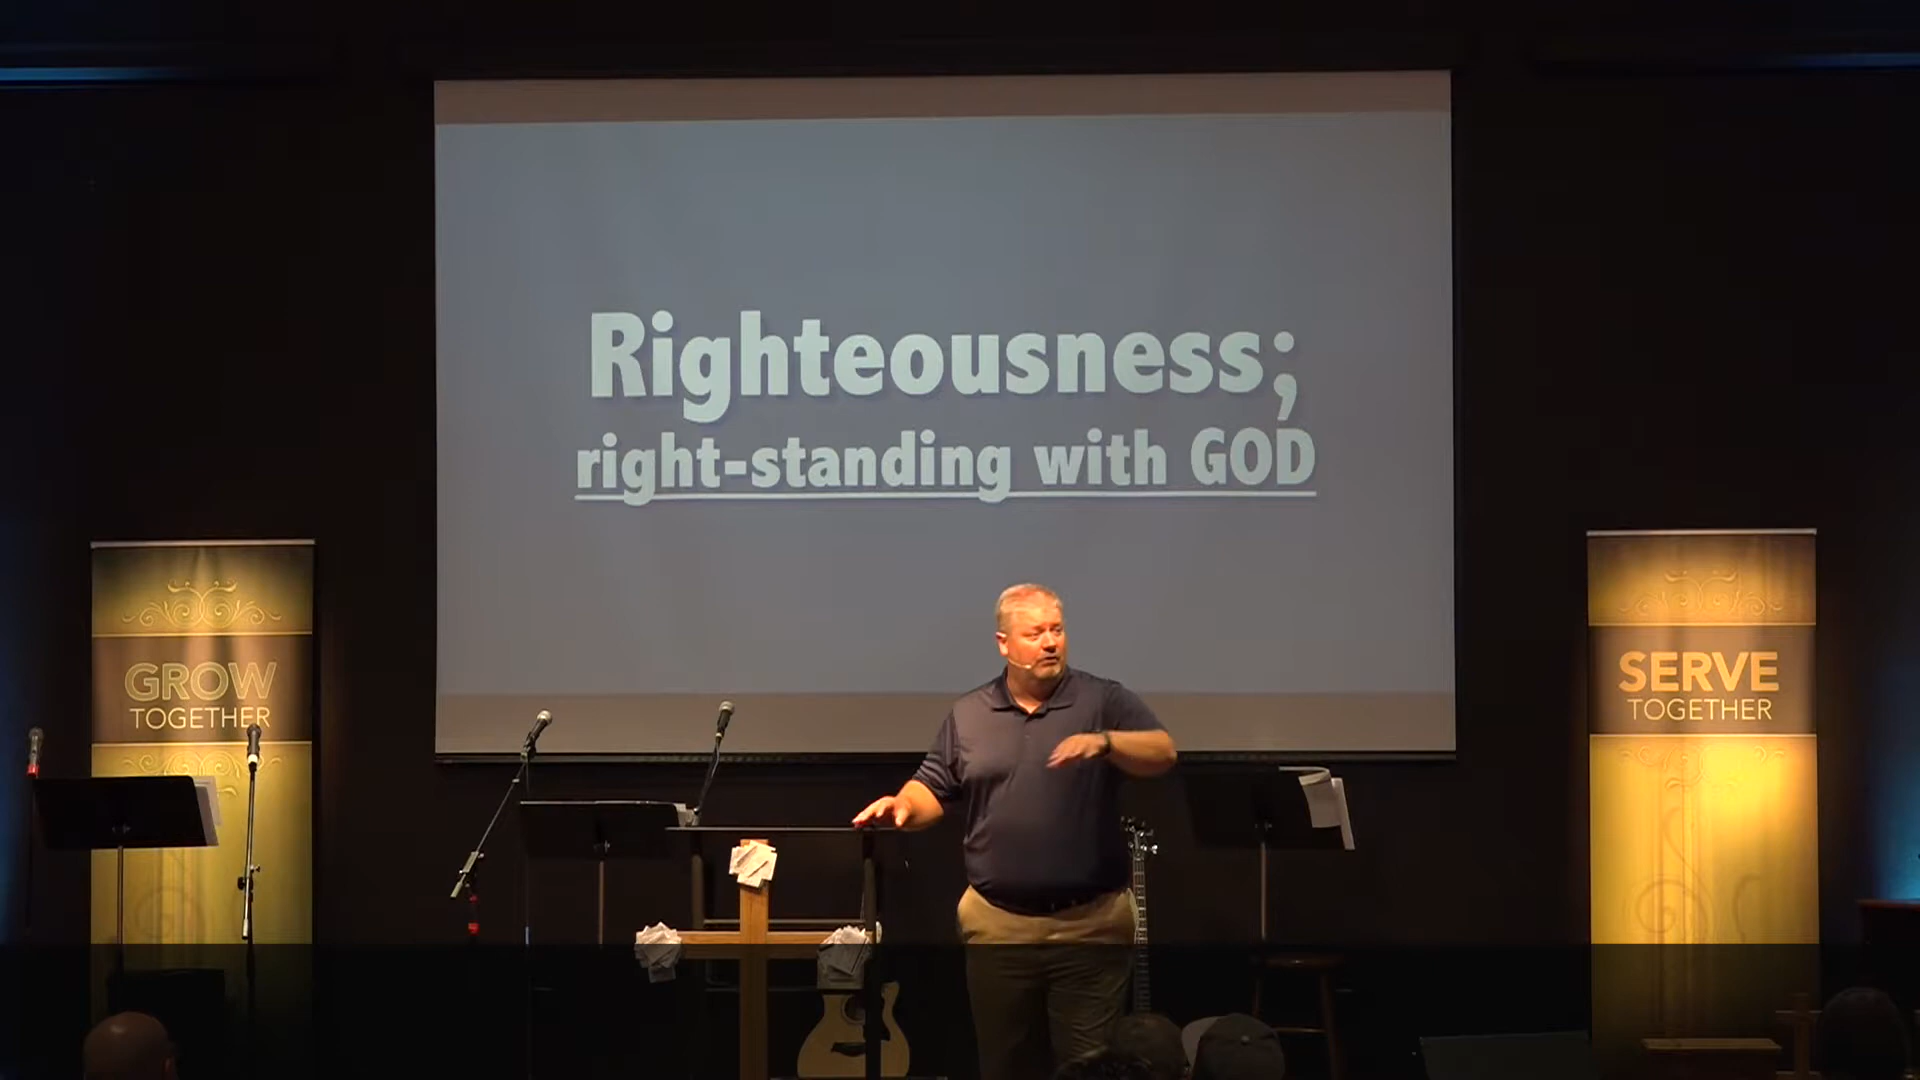 Righteousness;
right-standing with GOD
GROW
TOGETHER
SERVE
TOGETHER